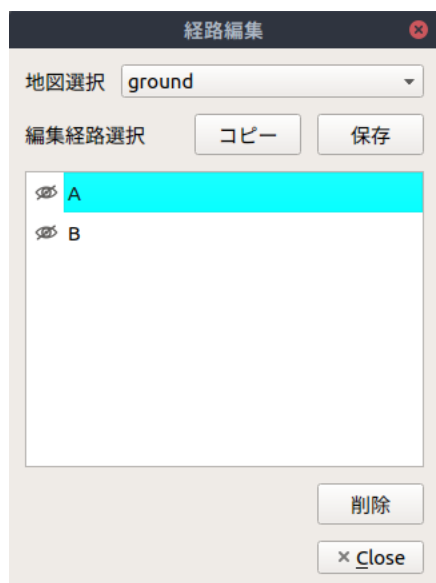 経路編集
地図選択 ground
編集経路選択 コピー 保存
A
B
削除
Close